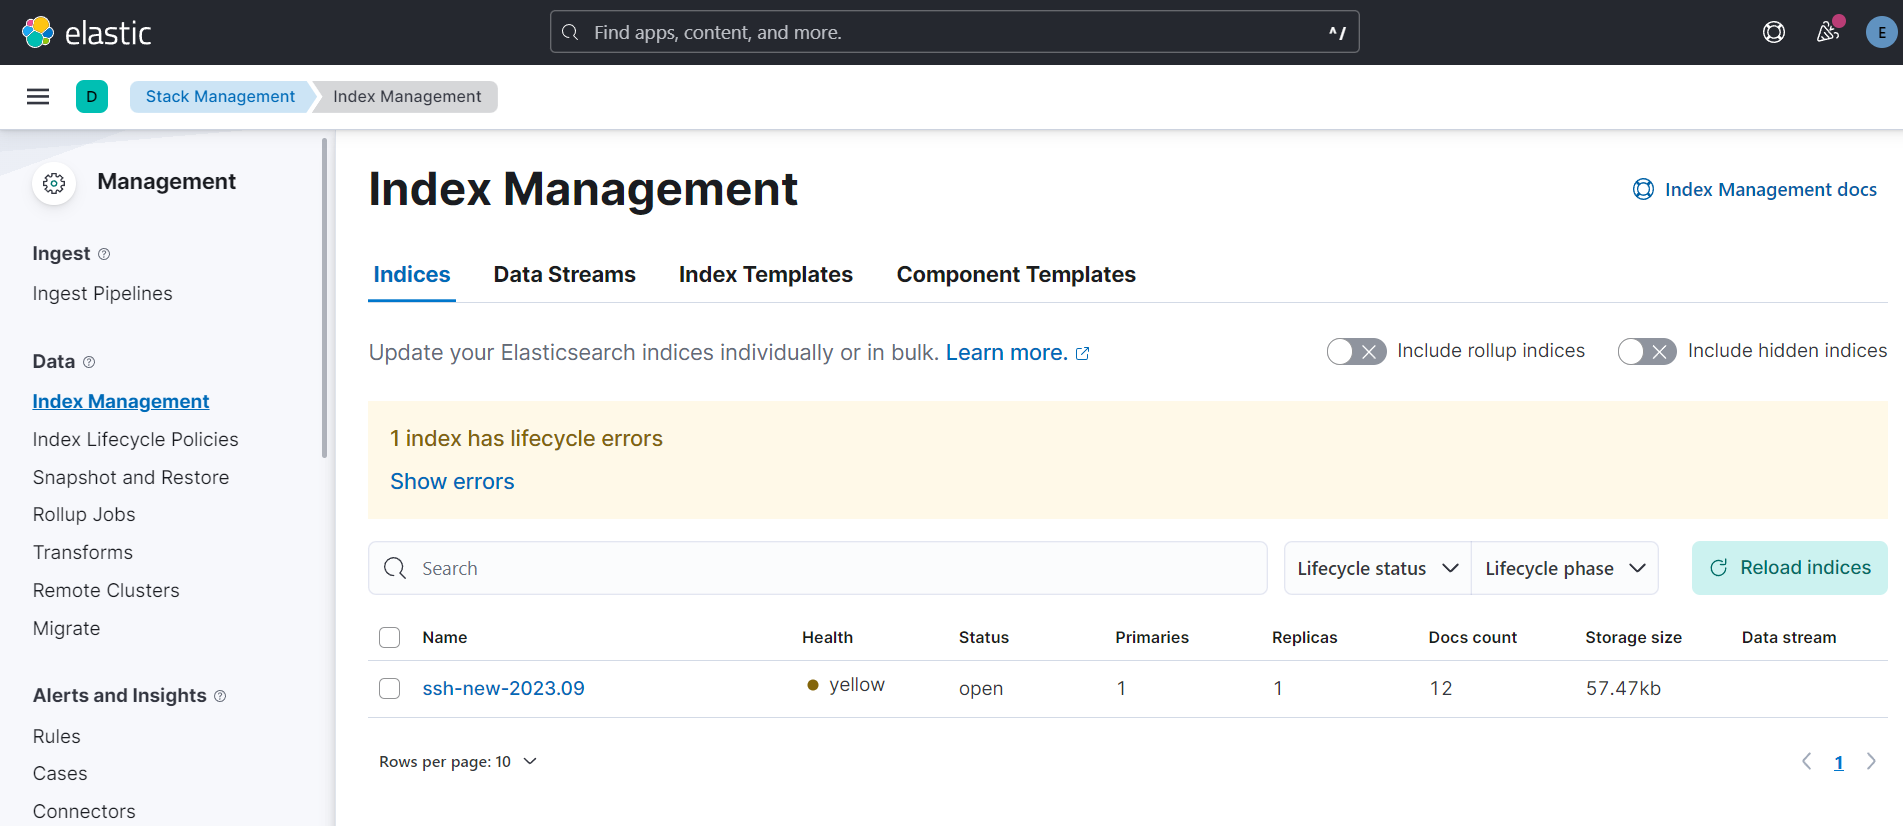 elastic
Find apps, content, and more.
^/
E
D
Stack Management
Index Management
Management
Ingest
Ingest Pipelines
Data
Index Management
Index Lifecycle Policies
Snapshot and Restore
Rollup Jobs
Transforms
Remote Clusters
Migrate
Alerts and Insights
Rules
Cases
Connectors
Index Management
Index Management docs
Indices
Data Streams
Index Templates
Component Templates
Update your Elasticsearch indices individually or in bulk. Learn more.
Include rollup indices
Include hidden indices
1 index has lifecycle errors
Show errors
Search
Lifecycle status
Lifecycle phase
Reload indices
Name Health Status Primaries Replicas Docs count Storage size Data stream
ssh-new-2023.09 yellow open 1 1 12 57.47kb
Rows per page: 10
1